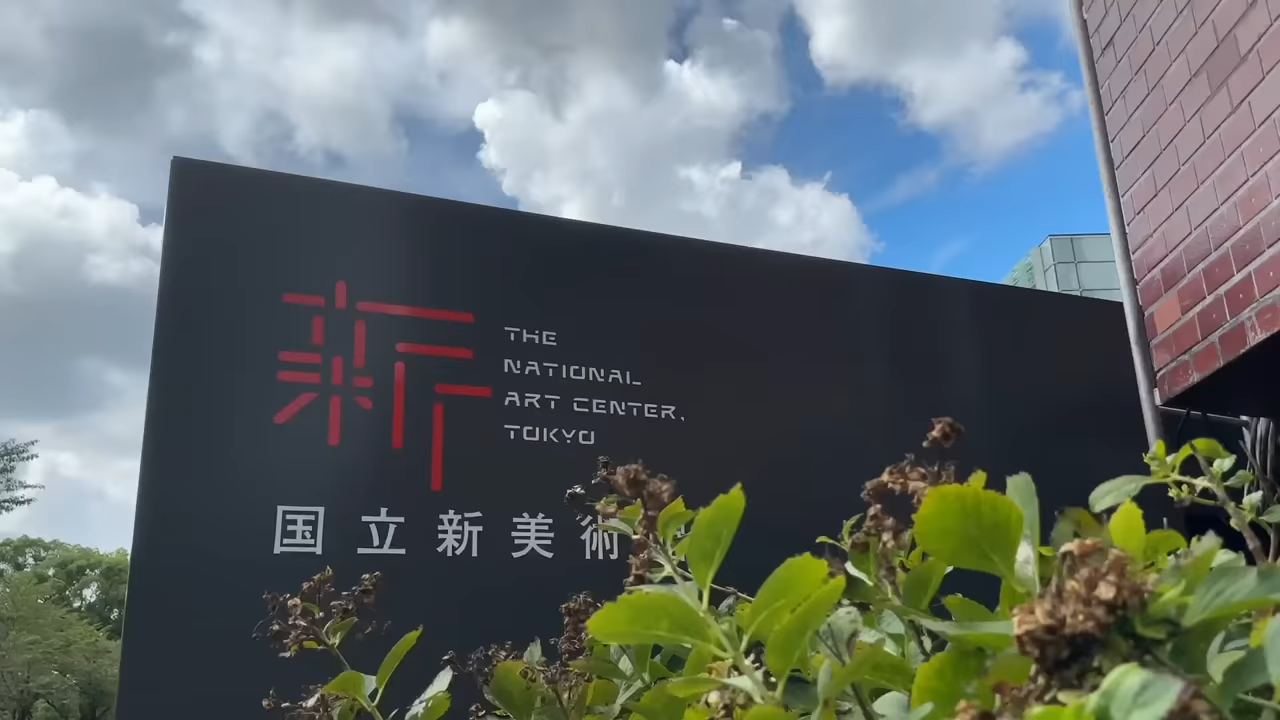 新
THE
NATIONAL
ART CENTER,
TOKYO
国立新美術